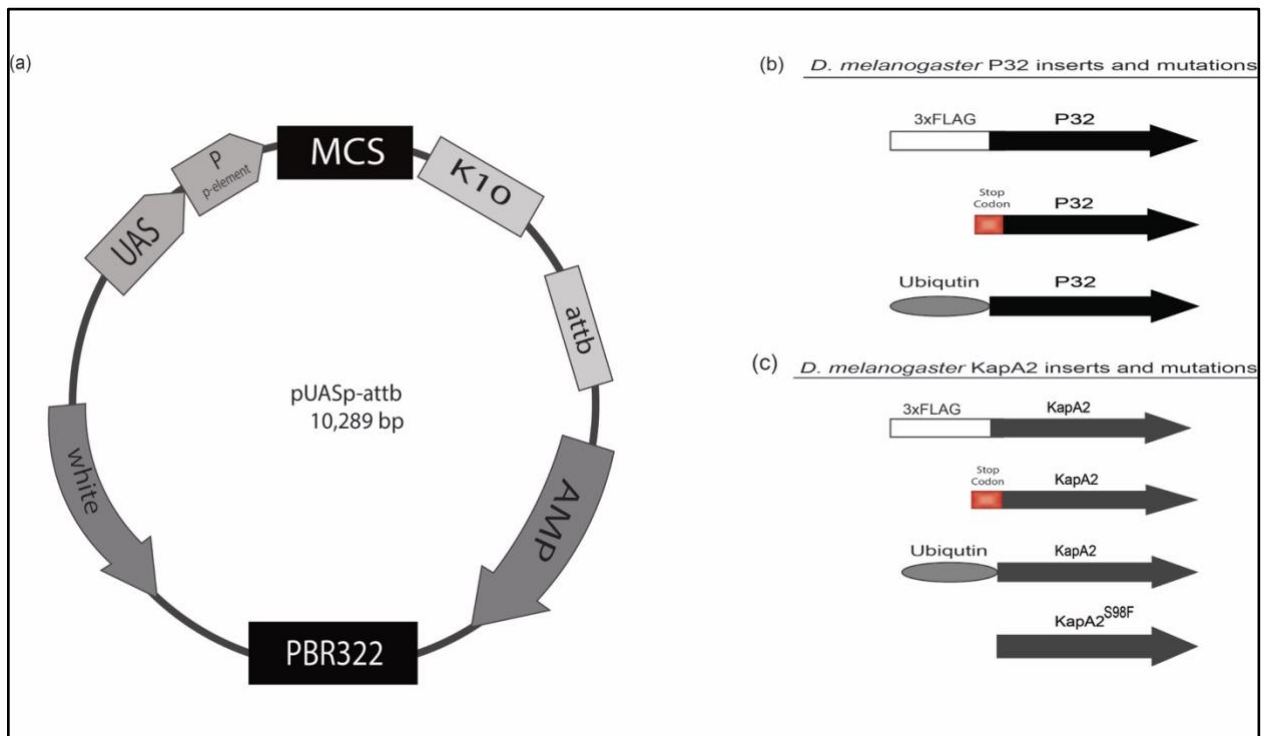 (a)
MCS
P
p-element
K10
UAS
attb
pUASp-attb
10,289 bp
white
AMP
PBR322
(b) D. melanogaster P32 inserts and mutations
3xFLAG P32
Stop
Codon
P32
Ubiqutin P32
(c) D. melanogaster KapA2 inserts and mutations
3xFLAG KapA2
Stop
Codon
KapA2
Ubiqutin KapA2
KapA2S98F